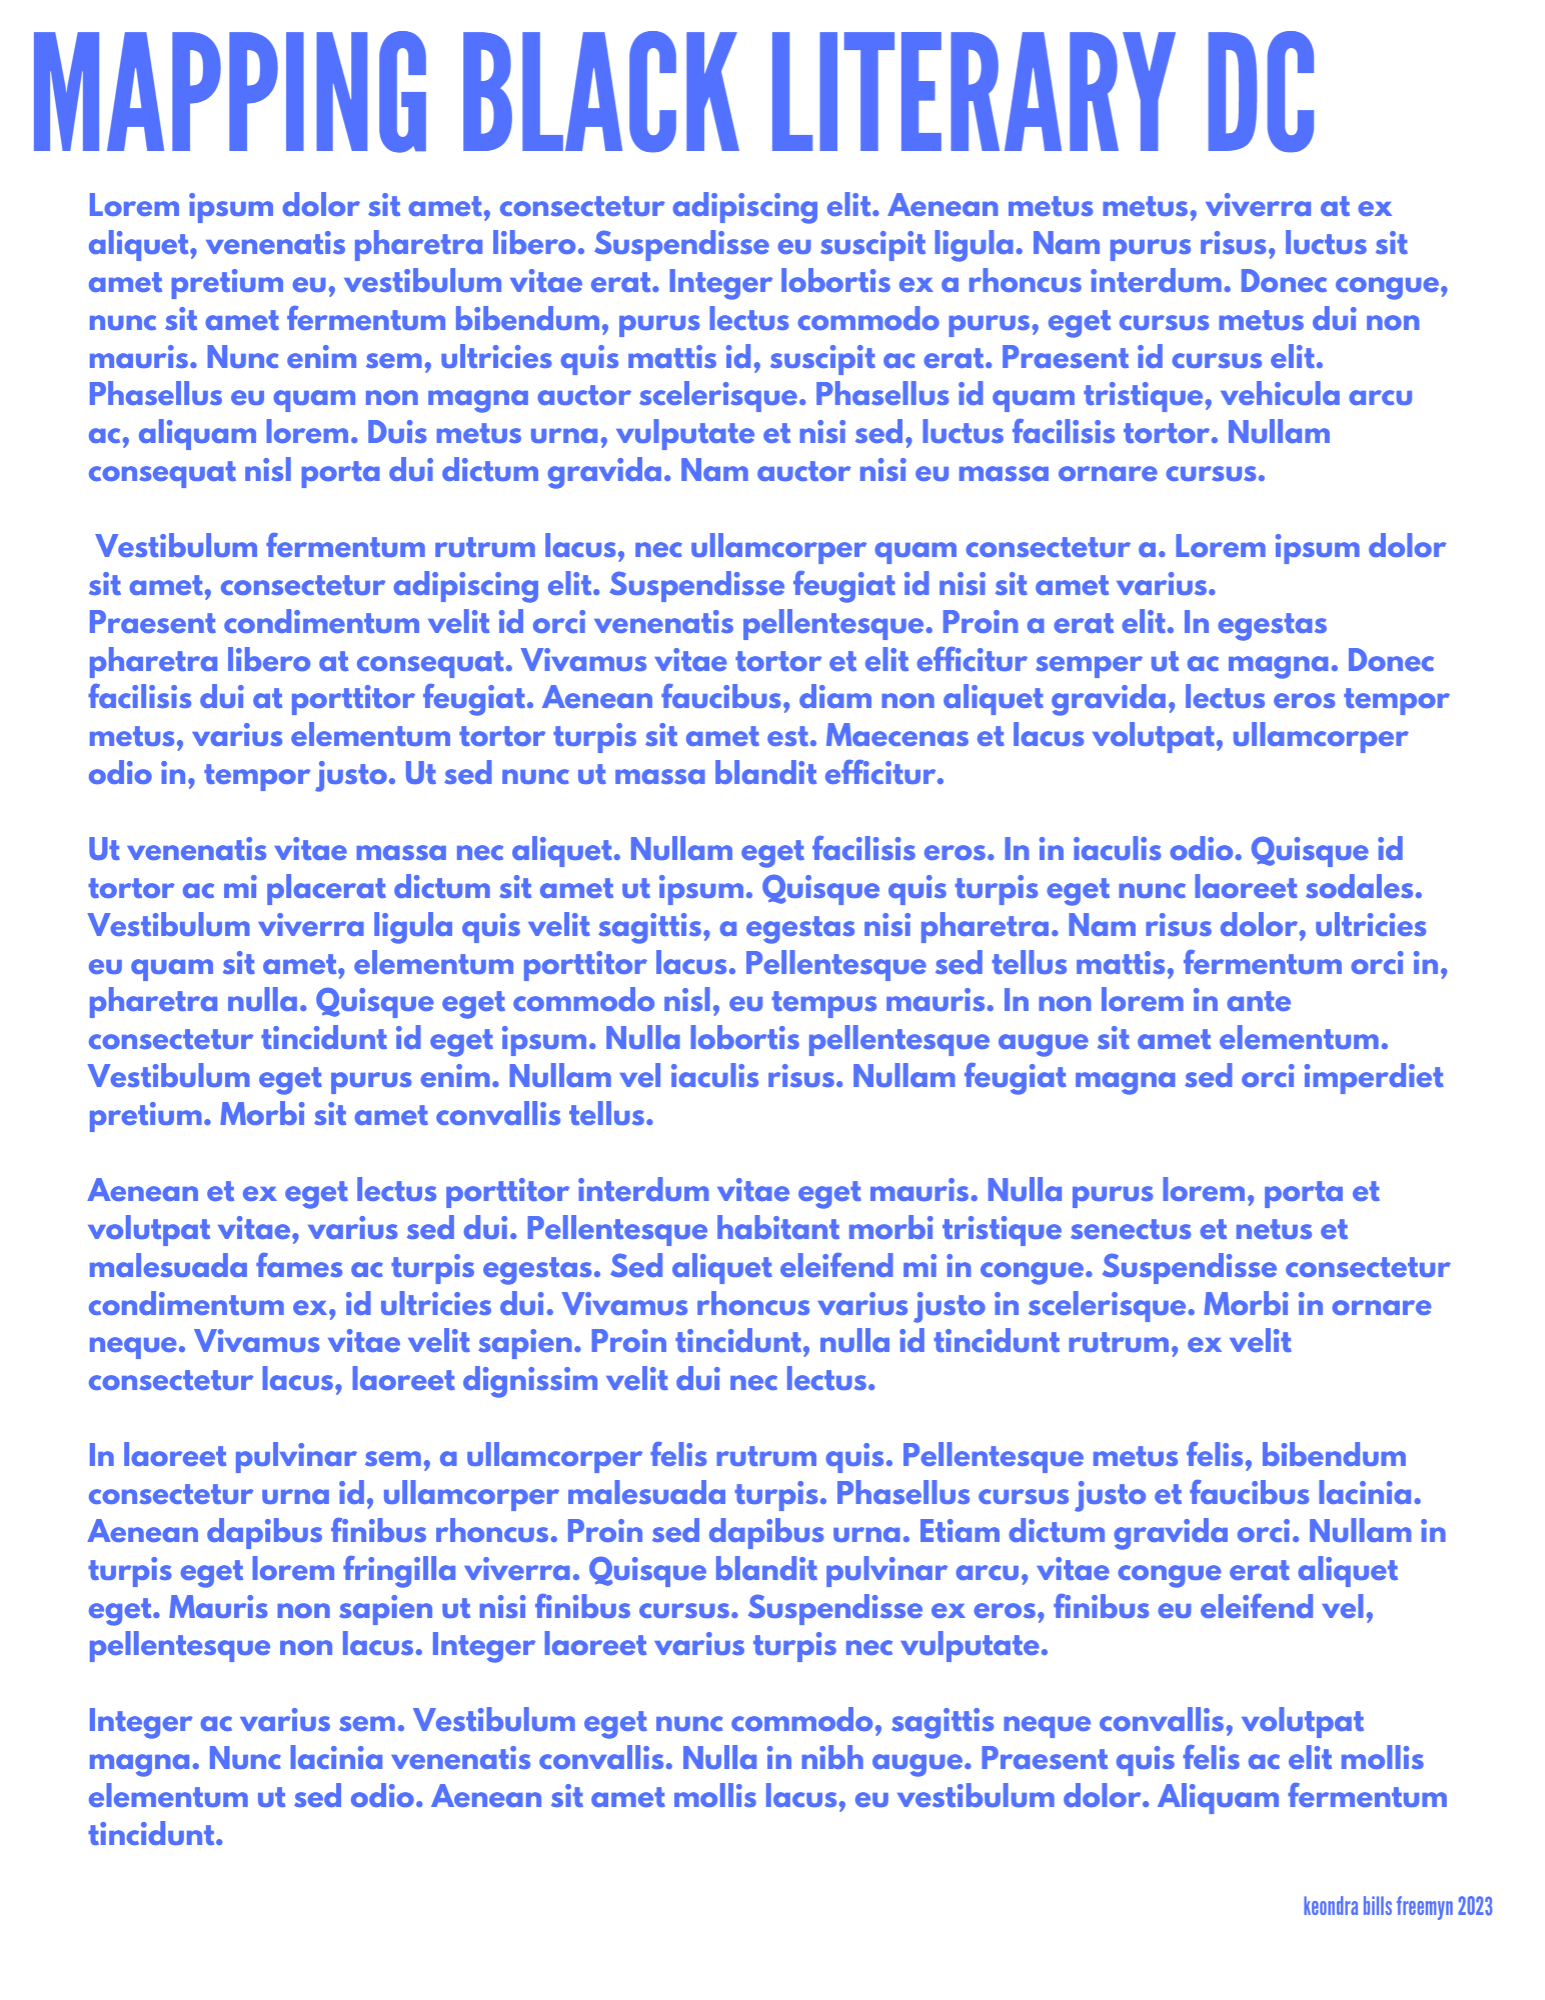 MAPPING BLACK LITERARY DC
Lorem ipsum dolor sit amet, consectetur adipiscing elit. Aenean metus metus, viverra at ex
aliquet, venenatis pharetra libero. Suspendisse eu suscipit ligula. Nam purus risus, luctus sit
amet pretium eu, vestibulum vitae erat. Integer lobortis ex a rhoncus interdum. Donec congue,
nunc sit amet fermentum bibendum, purus lectus commodo purus, eget cursus metus dui non
mauris. Nunc enim sem, ultricies quis mattis id, suscipit ac erat. Praesent id cursus elit.
Phasellus eu quam non magna auctor scelerisque. Phasellus id quam tristique, vehicula arcu
ac, aliquam lorem. Duis metus urna, vulputate et nisi sed, luctus facilisis tortor. Nullam
consequat nisl porta dui dictum gravida. Nam auctor nisi eu massa ornare cursus.
Vestibulum fermentum rutrum lacus, nec ullamcorper quam consectetur a. Lorem ipsum dolor
sit amet, consectetur adipiscing elit. Suspendisse feugiat id nisi sit amet varius.
Praesent condimentum velit id orci venenatis pellentesque. Proin a erat elit. In egestas
pharetra libero at consequat. Vivamus vitae tortor et elit efficitur semper ut ac magna. Donec
facilisis dui at porttitor feugiat. Aenean faucibus, diam non aliquet gravida, lectus eros tempor
metus, varius elementum tortor turpis sit amet est. Maecenas et lacus volutpat, ullamcorper
odio in, tempor justo. Ut sed nunc ut massa blandit efficitur.
Ut venenatis vitae massa nec aliquet. Nullam eget facilisis eros. In in iaculis odio. Quisque id
tortor ac mi placerat dictum sit amet ut ipsum. Quisque quis turpis eget nunc laoreet sodales.
Vestibulum viverra ligula quis velit sagittis, a egestas nisi pharetra. Nam risus dolor, ultricies
eu quam sit amet, elementum porttitor lacus. Pellentesque sed tellus mattis, fermentum orci in,
pharetra nulla. Quisque eget commodo nisl, eu tempus mauris. In non lorem in ante
consectetur tincidunt id eget ipsum. Nulla lobortis pellentesque augue sit amet elementum.
Vestibulum eget purus enim. Nullam vel iaculis risus. Nullam feugiat magna sed orci imperdiet
pretium. Morbi sit amet convallis tellus.
Aenean et ex eget lectus porttitor interdum vitae eget mauris. Nulla purus lorem, porta et
volutpat vitae, varius sed dui. Pellentesque habitant morbi tristique senectus et netus et
malesuada fames ac turpis egestas. Sed aliquet eleifend mi in congue. Suspendisse consectetur
condimentum ex, id ultricies dui. Vivamus rhoncus varius justo in scelerisque. Morbi in ornare
neque. Vivamus vitae velit sapien. Proin tincidunt, nulla id tincidunt rutrum, ex velit
consectetur lacus, laoreet dignissim velit dui nec lectus.
In laoreet pulvinar sem, a ullamcorper felis rutrum quis. Pellentesque metus felis, bibendum
consectetur urna id, ullamcorper malesuada turpis. Phasellus cursus justo et faucibus lacinia.
Aenean dapibus finibus rhoncus. Proin sed dapibus urna. Etiam dictum gravida orci. Nullam in
turpis eget lorem fringilla viverra. Quisque blandit pulvinar arcu, vitae congue erat aliquet
eget. Mauris non sapien ut nisi finibus cursus. Suspendisse ex eros, finibus eu eleifend vel,
pellentesque non lacus. Integer laoreet varius turpis nec vulputate.
Integer ac varius sem. Vestibulum eget nunc commodo, sagittis neque convallis, volutpat
magna. Nunc lacinia venenatis convallis. Nulla in nibh augue. Praesent quis felis ac elit mollis
elementum ut sed odio. Aenean sit amet mollis lacus, eu vestibulum dolor. Aliquam fermentum
tincidunt.
keondra bills freemyn 2023